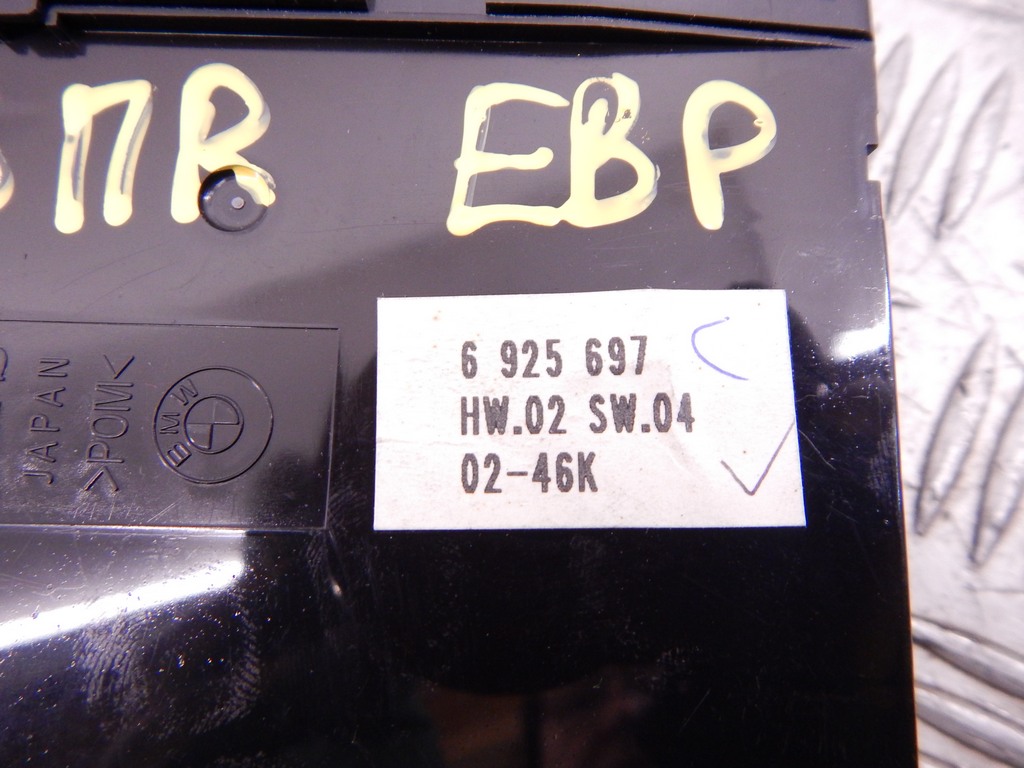 ПR EBP
6 925 697
HW.02 SW.04
02-46K
JAPAN
>POM<
BMW